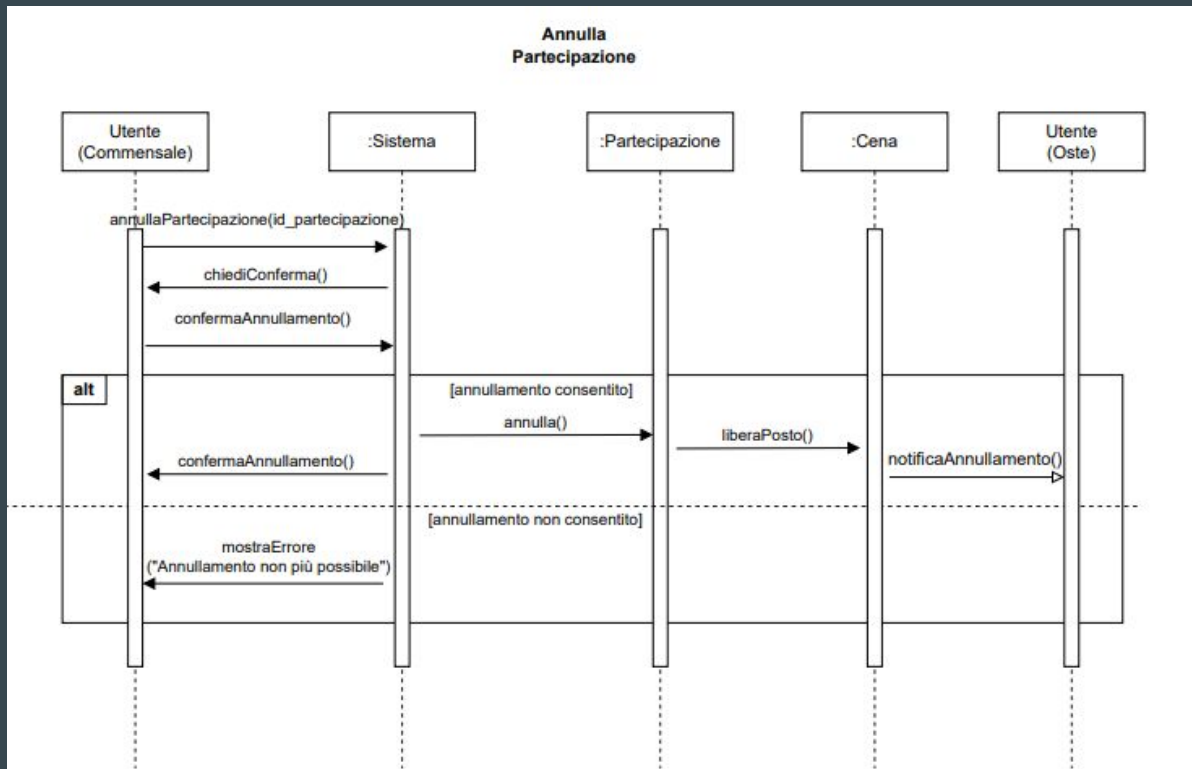 Annulla
Partecipazione
Utente
(Commensale)
:Sistema
:Partecipazione
:Cena
Utente
(Oste)
annullaPartecipazione(id_partecipazione)
chiediConferma()
confermaAnnullamento()
alt
[annullamento consentito]
annulla()
liberaPosto()
confermaAnnullamento()
notificaAnnullamento()
[annullamento non consentito]
mostraErrore
("Annullamento non più possibile")